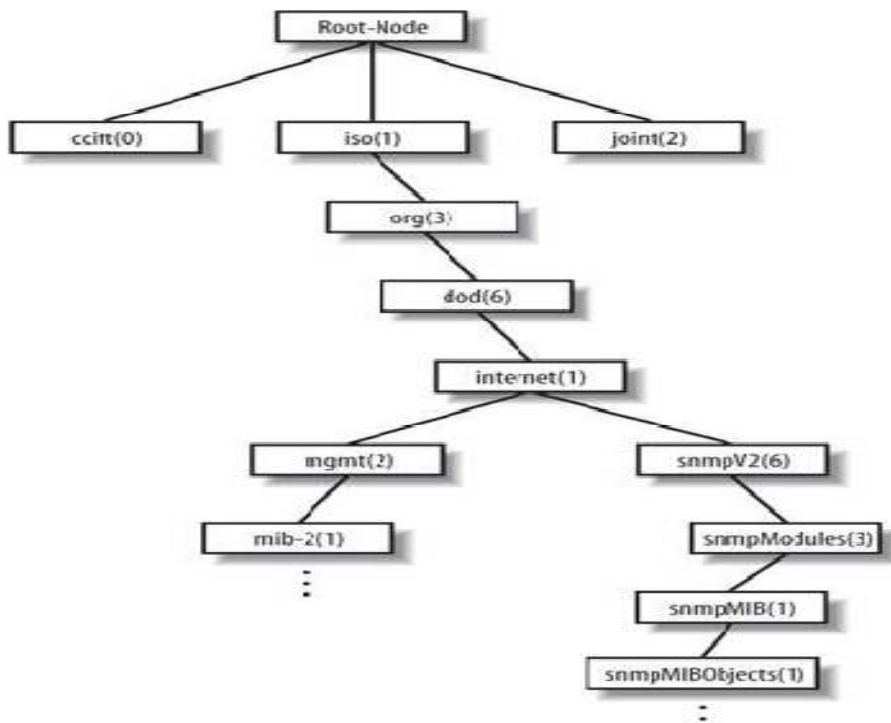 Root-Node
ccitt(0)
iso(1)
joint(2)
org(3)
dod(6)
internet(1)
mgmt(2)
snmpV2(6)
mib-2(1)
snmpModules(3)
snmpMIB(1)
snmpMIBObjects(1)